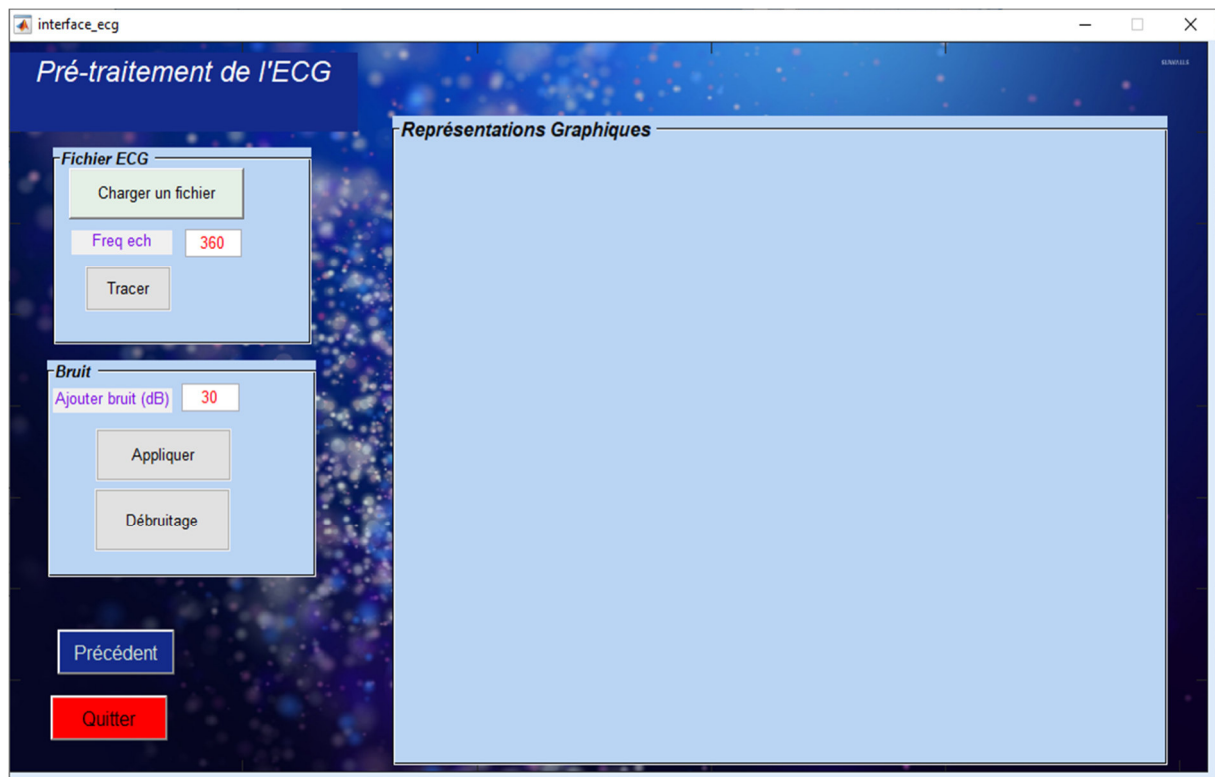 interface_ecg
Pré-traitement de l'ECG
Fichier ECG
Charger un fichier
Freq ech 360
Tracer
Bruit
Ajouter bruit (dB) 30
Appliquer
Débruitage
Précédent
Quitter
Représentations Graphiques